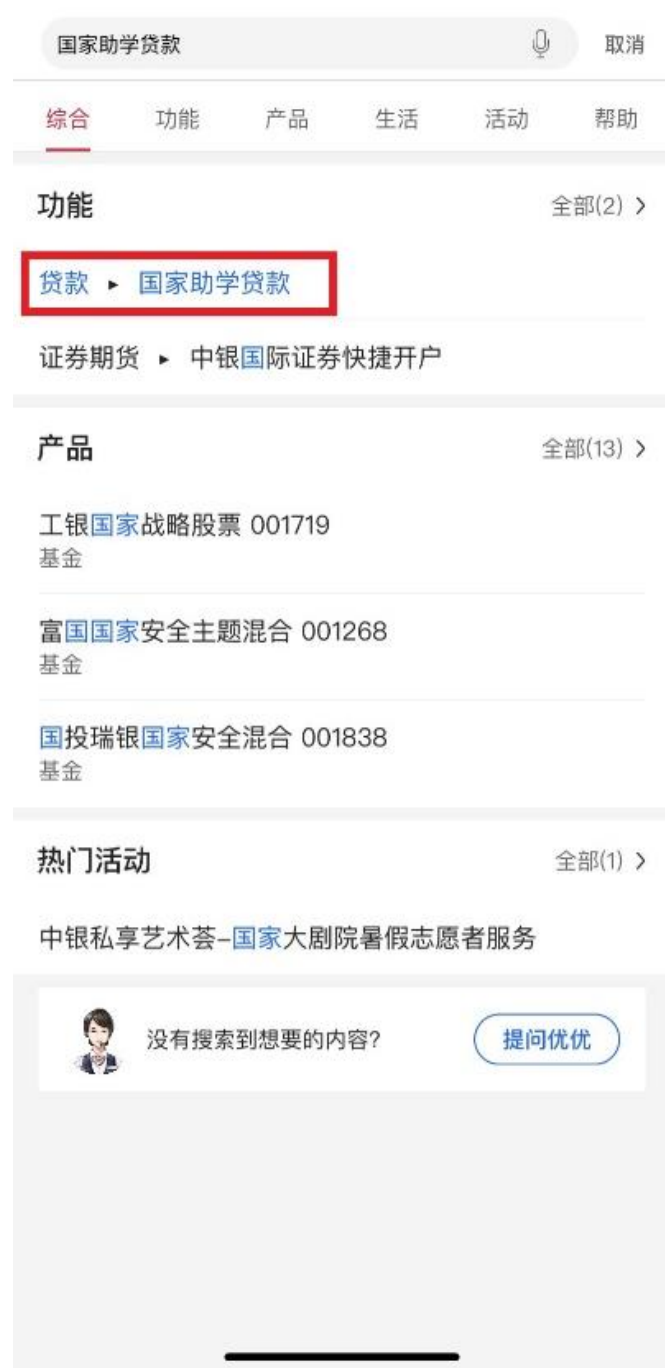 国家助学贷款 取消
综合 功能 产品 生活 活动 帮助
功能 全部(2) >
贷款 ▸ 国家助学贷款
证券期货 ▸ 中银国际证券快捷开户
产品 全部(13) >
工银国家战略股票 001719
基金
富国国家安全主题混合 001268
基金
国投瑞银国家安全混合 001838
基金
热门活动 全部(1) >
中银私享艺术荟–国家大剧院暑假志愿者服务
没有搜索到想要的内容? 提问优优